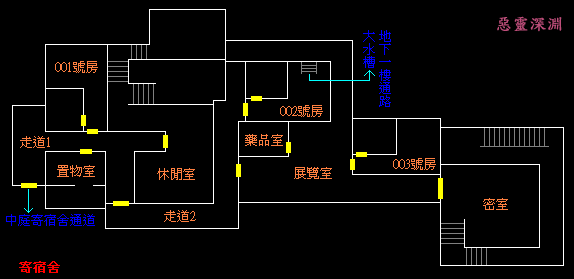 惡靈深淵
大水槽
地下一樓通路
001號房
002號房
走道1
藥品室
003號房
置物室
休閒室
展覽室
密室
走道2
中庭寄宿舍通道
寄宿舍